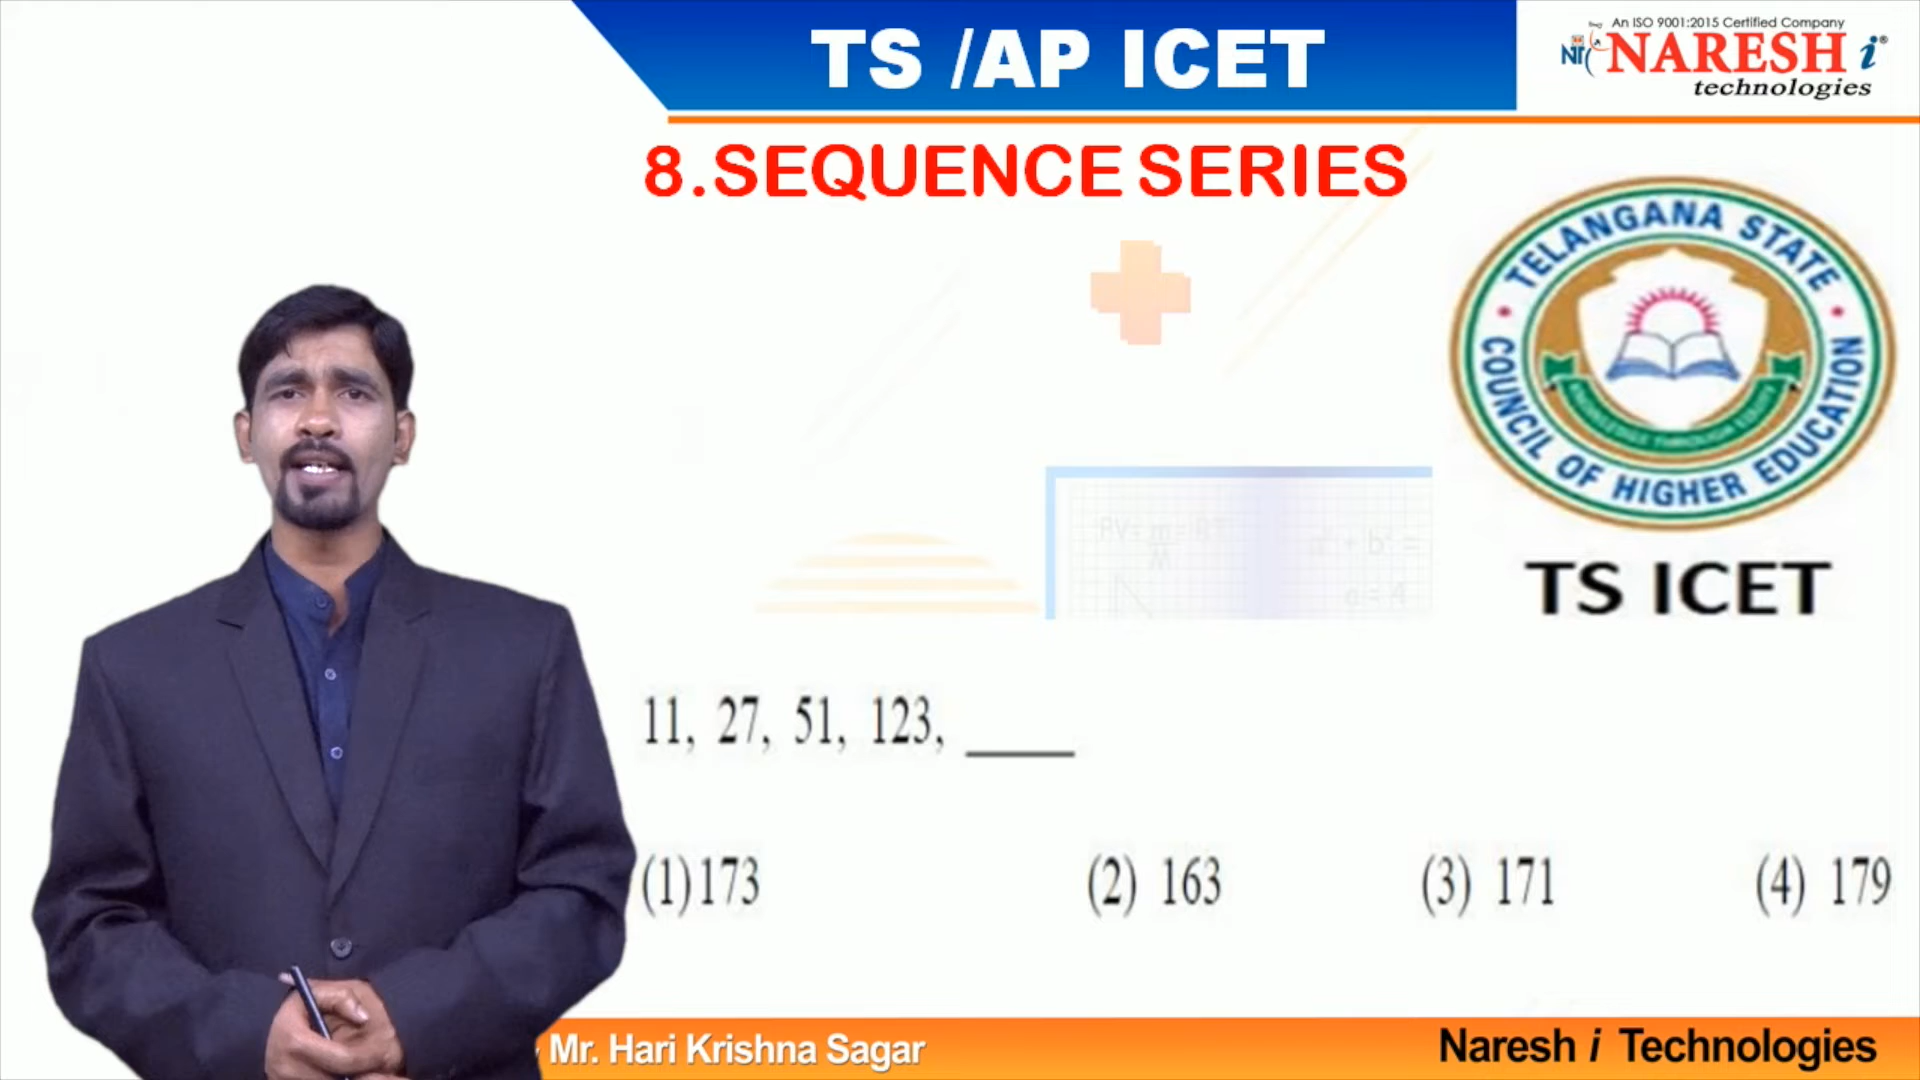 TS /AP ICET
An ISO 9001:2015 Certified Company
NARESH i
technologies
8.SEQUENCE SERIES
TELANGANA STATE
COUNCIL OF HIGHER EDUCATION
TS ICET
11, 27, 51, 123, _____
(1)173 (2) 163 (3) 171 (4) 179
Mr. Hari Krishna Sagar
Naresh i Technologies